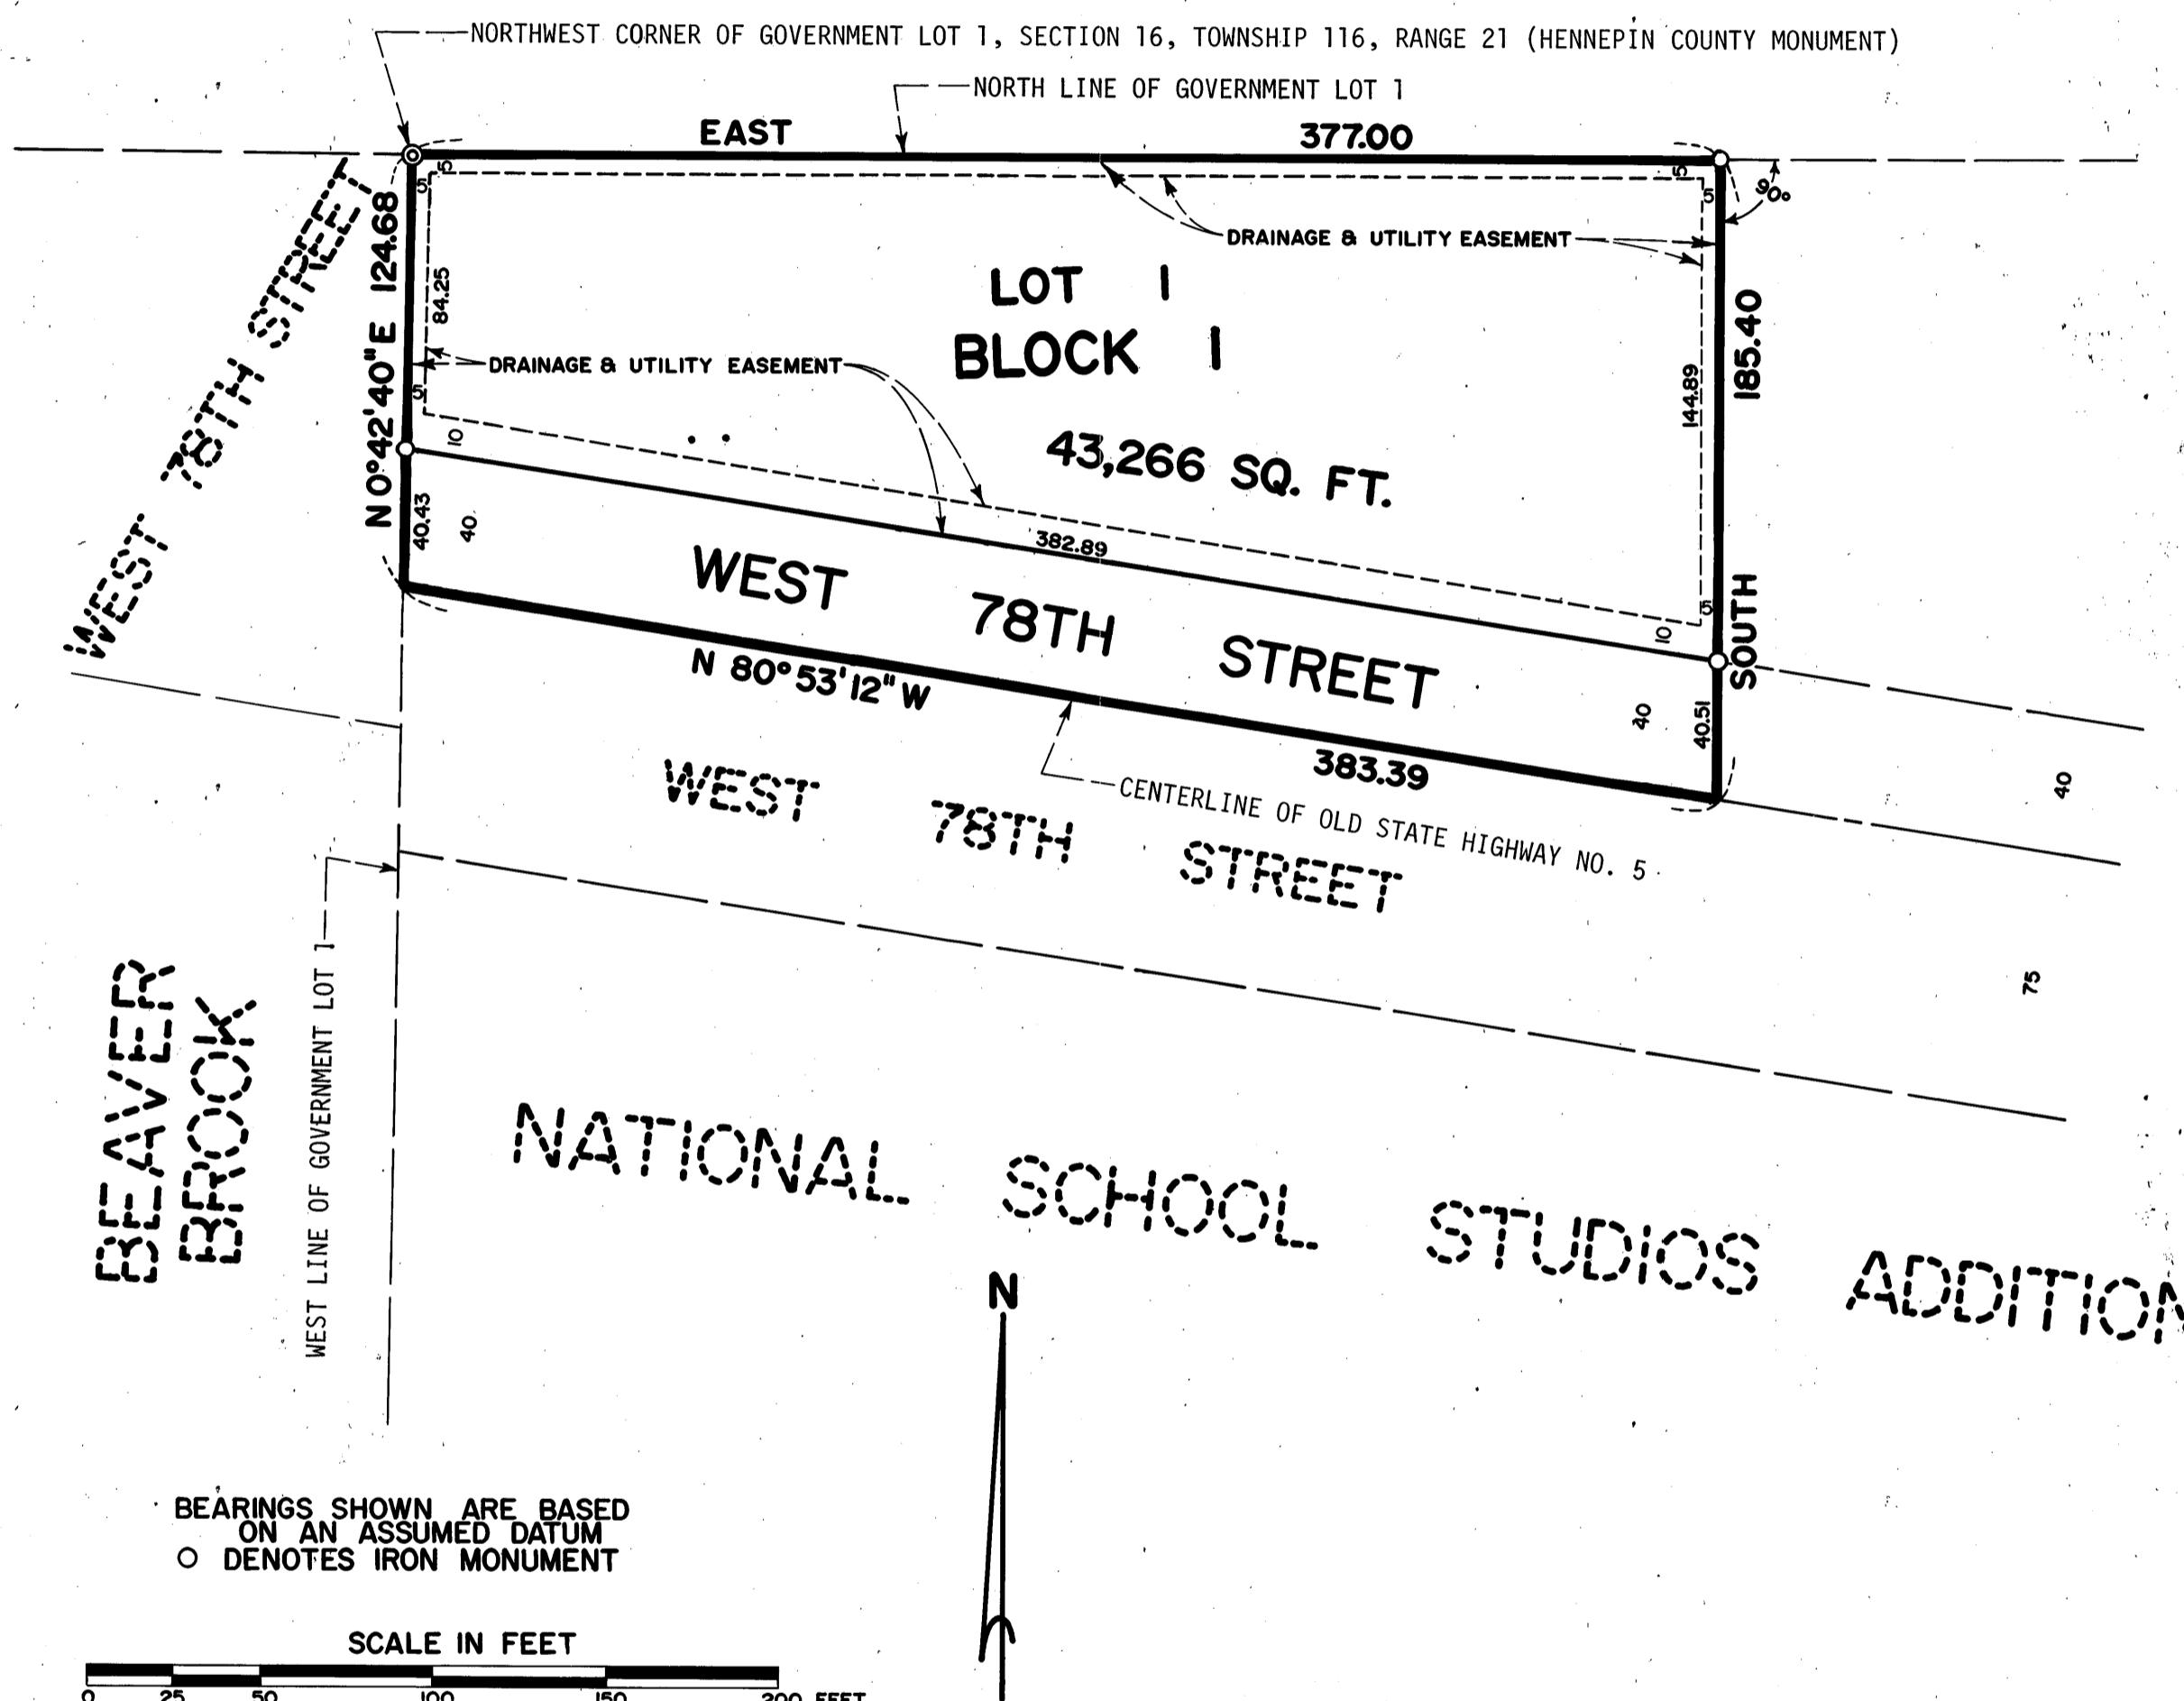 NORTHWEST CORNER OF GOVERNMENT LOT 1, SECTION 16, TOWNSHIP 116, RANGE 21 (HENNEPIN COUNTY MONUMENT)
NORTH LINE OF GOVERNMENT LOT 1
EAST 377.00
5 5 5 5 90°
WEST 78TH STREET
N 0°42'40"E 124.68
84.25
DRAINAGE & UTILITY EASEMENT
LOT 1
BLOCK 1
43,266 SQ. FT.
DRAINAGE & UTILITY EASEMENT
5
10
144.89
185.40
SOUTH
40.43
40
382.89
5
10
WEST 78TH STREET
40
40.51
N 80°53'12" W
383.39
CENTERLINE OF OLD STATE HIGHWAY NO. 5
WEST 78TH STREET
40
75
BEAVER
BROOK
WEST LINE OF GOVERNMENT LOT 1
NATIONAL SCHOOL STUDIOS ADDITION
N
BEARINGS SHOWN ARE BASED
ON AN ASSUMED DATUM
O DENOTES IRON MONUMENT
SCALE IN FEET
0 25 50 100 150 200 FEET